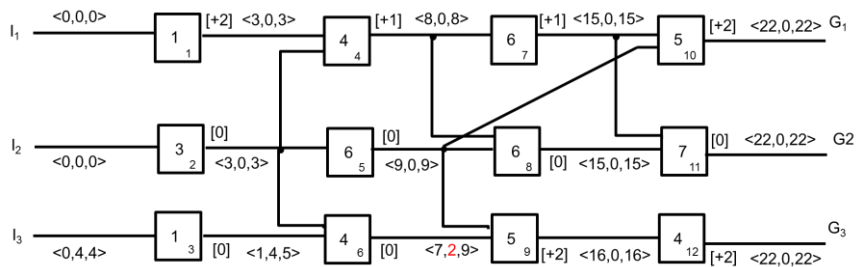 <0,0,0> [+2] <3,0,3> [+1] <8,0,8> [+1] <15,0,15> [+2] <22,0,22> G1
I1 1 1 4 4 6 7 5 10
I2 [0] [0] [0] <22,0,22> G2
3 2 6 5 6 8 7 11
<0,0,0> <3,0,3> <9,0,9> [0] <15,0,15>
I3 1 3 4 6 5 9 4 12 G3
<0,4,4> [0] <1,4,5> [0] <7,2,9> [+2] <16,0,16> [+2] <22,0,22>